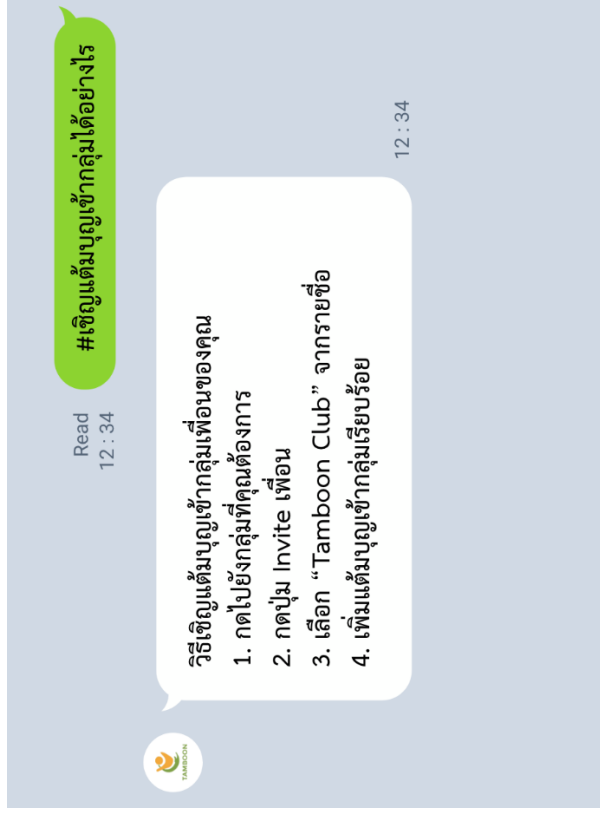 #เชิญแต้มบุญเข้ากลุ่มได้อย่างไร
Read
12:34
วิธีเชิญแต้มบุญเข้ากลุ่มเพื่อนของคุณ
1. กดไปยังกลุ่มที่คุณต้องการ
2. กดปุ่ม Invite เพื่อน
3. เลือก “Tamboon Club” จากรายชื่อ
4. เพิ่มแต้มบุญเข้ากลุ่มเรียบร้อย
12:34
TAMBOON